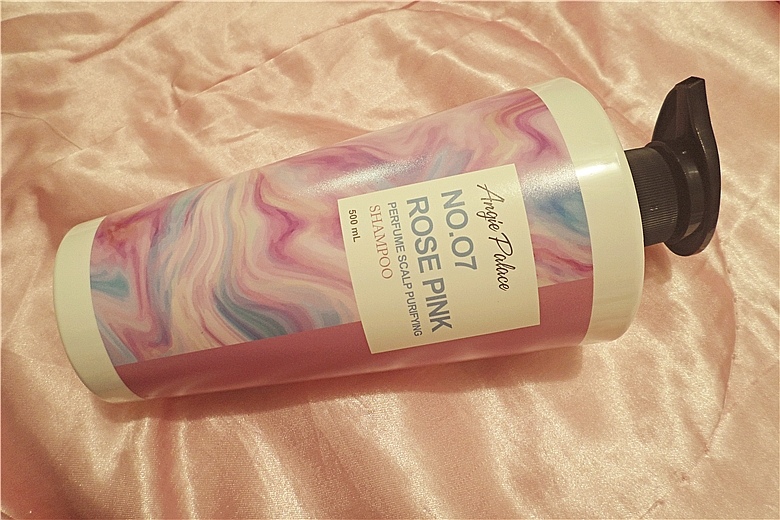 Angie Palace
NO.07
ROSE PINK
PERFUME SCALP PURIFYING
SHAMPOO
500 mL